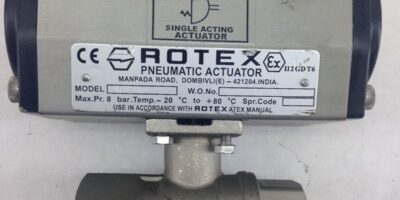 SINGLE ACTING
ACTUATOR
CE ROTEX Ex II2GDT6
PNEUMATIC ACTUATOR
MANPADA ROAD, DOMBIVLI(E) - 421204.INDIA.
MODEL W.O.No.
Max.Pr. 8 bar.Temp.- 20 °C to +80 °C Spr.Code
USE IN ACCORDANCE WITH ROTEX ATEX MANUAL